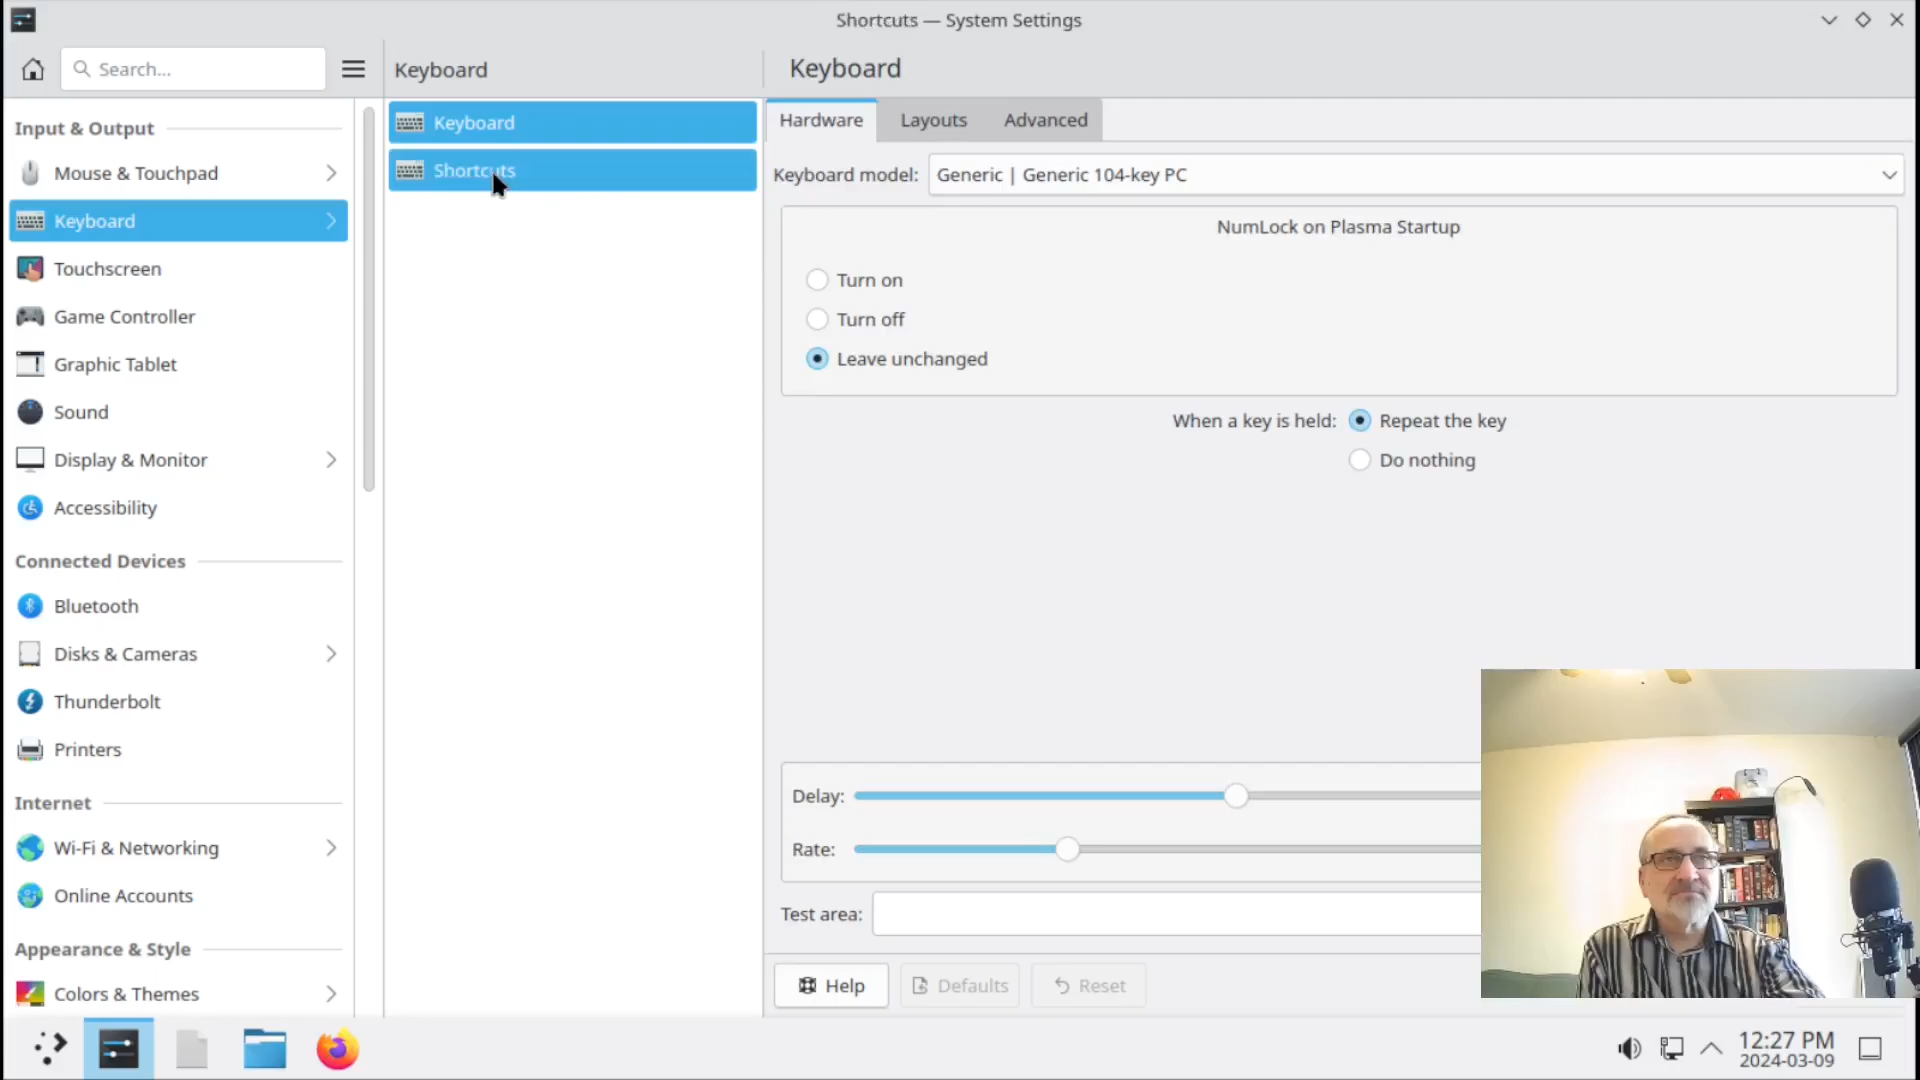 Shortcuts — System Settings
Search...
Keyboard
Keyboard
Input & Output
Mouse & Touchpad
Keyboard
Touchscreen
Game Controller
Graphic Tablet
Sound
Display & Monitor
Accessibility
Connected Devices
Bluetooth
Disks & Cameras
Thunderbolt
Printers
Internet
Wi-Fi & Networking
Online Accounts
Appearance & Style
Colors & Themes
Keyboard
Shortcuts
Hardware
Layouts
Advanced
Keyboard model:
Generic | Generic 104-key PC
NumLock on Plasma Startup
Turn on
Turn off
Leave unchanged
When a key is held:
Repeat the key
Do nothing
Delay:
Rate:
Test area:
Help
Defaults
Reset
12:27 PM
2024-03-09